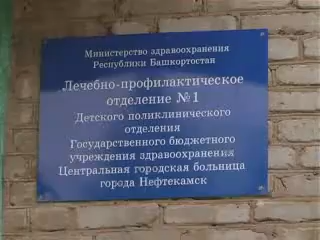 Министерство здравоохранения
Республики Башкортостан
Лечебно-профилактическое
отделение №1
Детского поликлинического
отделения
Государственного бюджетного
учреждения здравоохранения
Центральная городская больница
города Нефтекамск